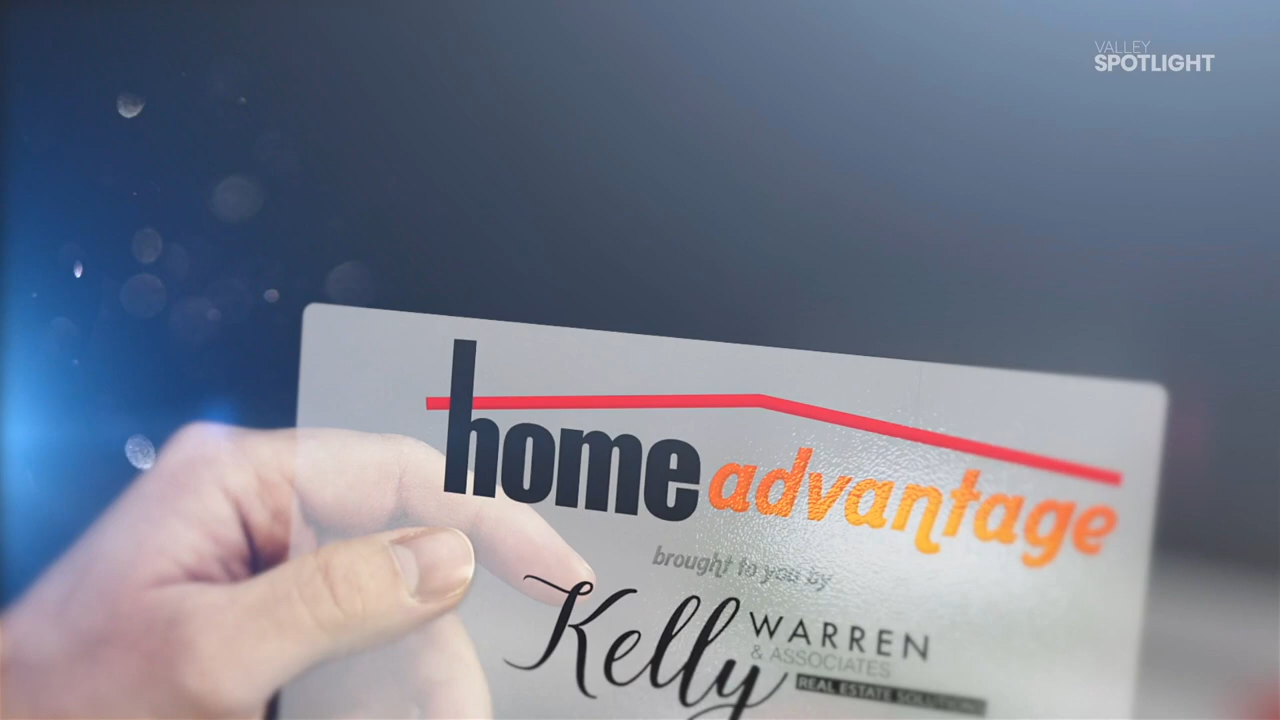 VALLEY
SPOTLIGHT
home advantage
brought to you by
Kelly WARREN
& ASSOCIATES
REAL ESTATE SOLUTIONS